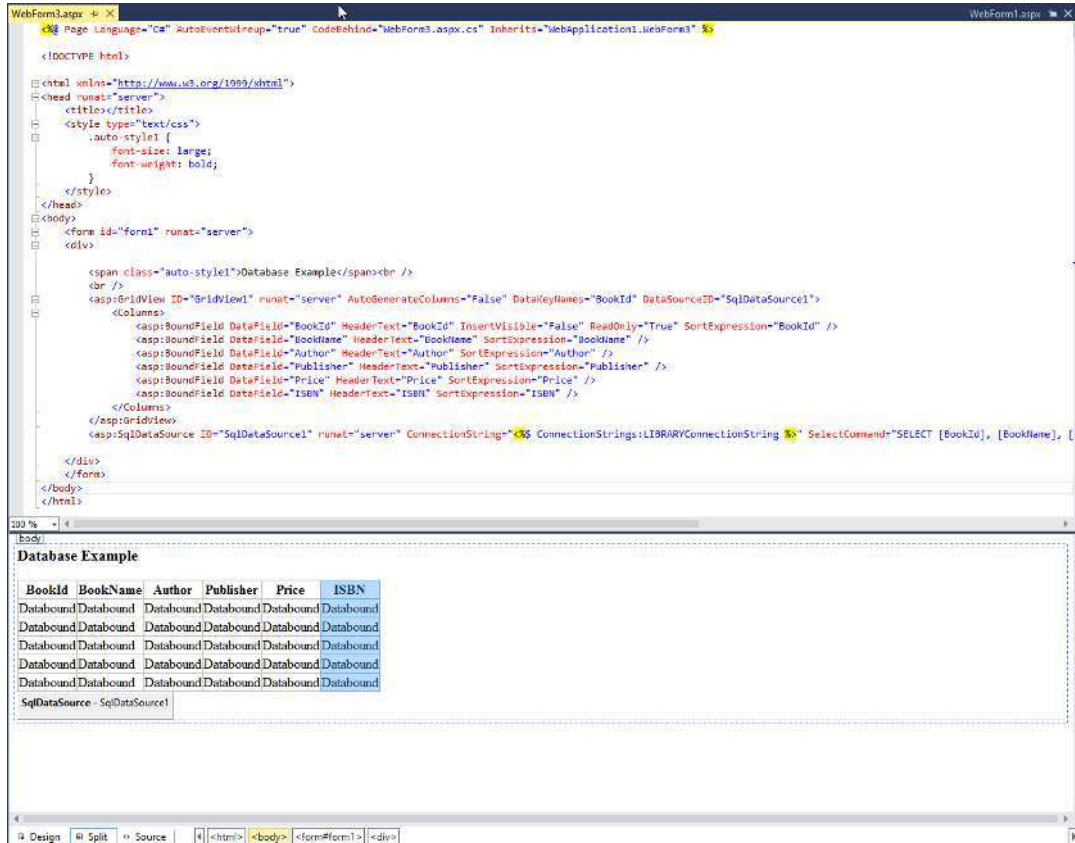 WebForm3.aspx
WebForm1.aspx
<%@ Page Language="C#" AutoEventWireup="true" CodeBehind="WebForm3.aspx.cs" Inherits="WebApplication1.WebForm3" %>
<!DOCTYPE html>
<html xmlns="http://www.w3.org/1999/xhtml">
<head runat="server">
<title></title>
<style type="text/css">
.auto-style1 {
font-size: large;
font-weight: bold;
}
</style>
</head>
<body>
<form id="form1" runat="server">
<div>
<span class="auto-style1">Database Example</span><br />
<br />
<asp:GridView ID="GridView1" runat="server" AutoGenerateColumns="False" DataKeyNames="BookId" DataSourceID="SqlDataSource1">
<Columns>
<asp:BoundField DataField="BookId" HeaderText="BookId" InsertVisible="False" ReadOnly="True" SortExpression="BookId" />
<asp:BoundField DataField="BookName" HeaderText="BookName" SortExpression="BookName" />
<asp:BoundField DataField="Author" HeaderText="Author" SortExpression="Author" />
<asp:BoundField DataField="Publisher" HeaderText="Publisher" SortExpression="Publisher" />
<asp:BoundField DataField="Price" HeaderText="Price" SortExpression="Price" />
<asp:BoundField DataField="ISBN" HeaderText="ISBN" SortExpression="ISBN" />
</Columns>
</asp:GridView>
<asp:SqlDataSource ID="SqlDataSource1" runat="server" ConnectionString="<%$ ConnectionStrings:LIBRARYConnectionString %>" SelectCommand="SELECT [BookId], [BookName], [
</div>
</form>
</body>
</html>
100 %
body
Database Example
BookId BookName Author Publisher Price ISBN
Databound Databound Databound Databound Databound Databound
Databound Databound Databound Databound Databound Databound
Databound Databound Databound Databound Databound Databound
Databound Databound Databound Databound Databound Databound
Databound Databound Databound Databound Databound Databound
SqlDataSource - SqlDataSource1
Design Split Source <html> <body> <form#form1> <div>